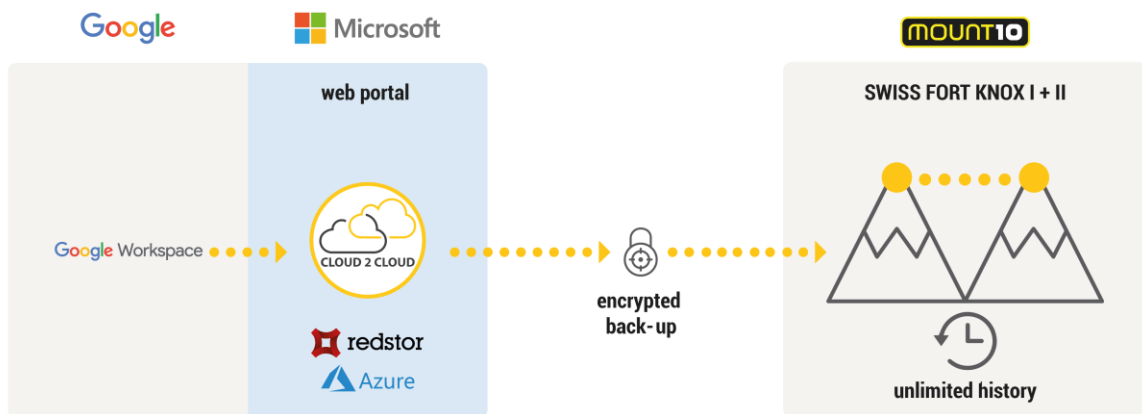 Google
Microsoft
MOUNT10
web portal
SWISS FORT KNOX I + II
Google Workspace
CLOUD 2 CLOUD
encrypted
back-up
redstor
Azure
unlimited history